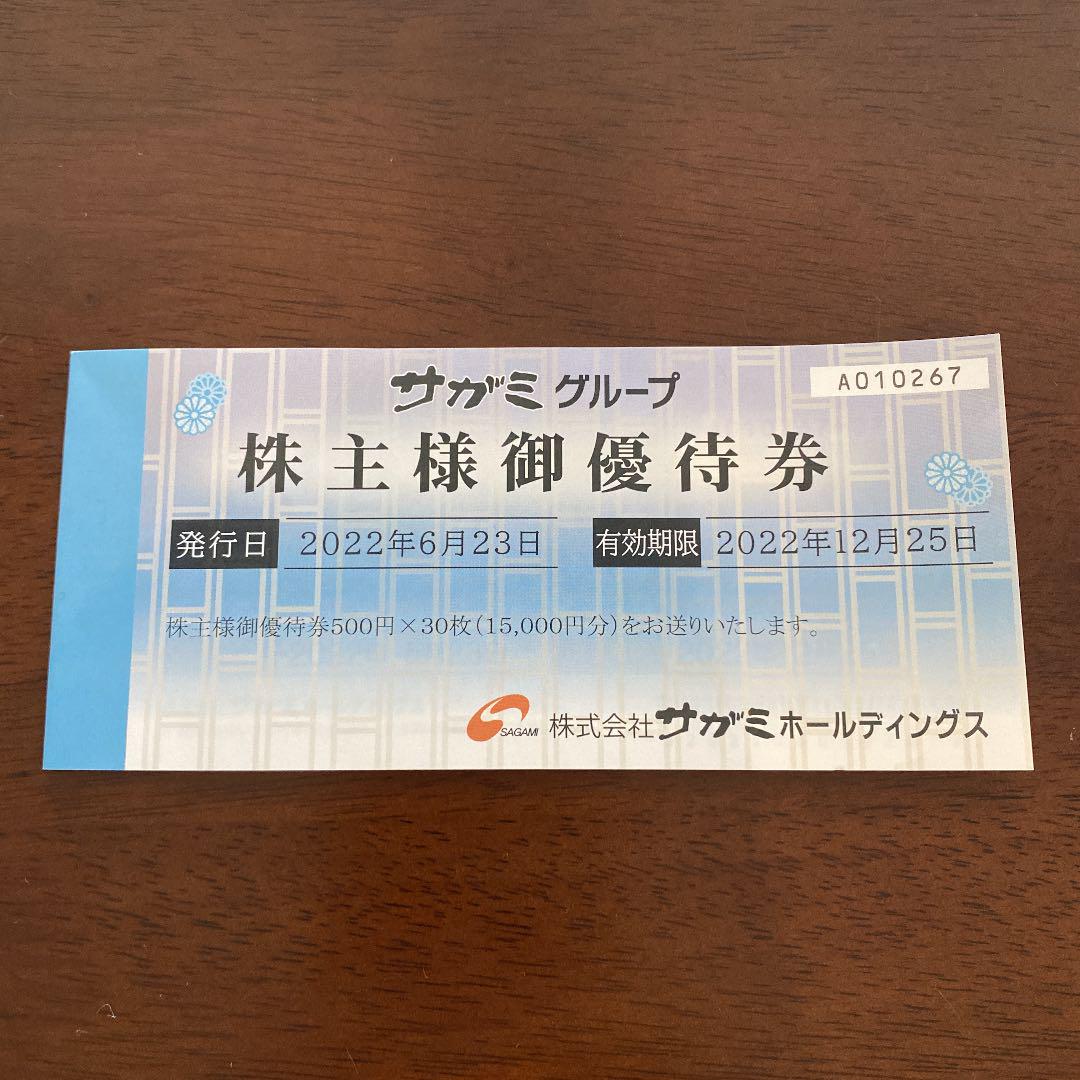 A010267
サガミグループ
株主様御優待券
発行日 2022年6月23日 有効期限 2022年12月25日
株主様御優待券500円×30枚(15,000円分)をお送りいたします。
SAGAMI 株式会社サガミホールディングス